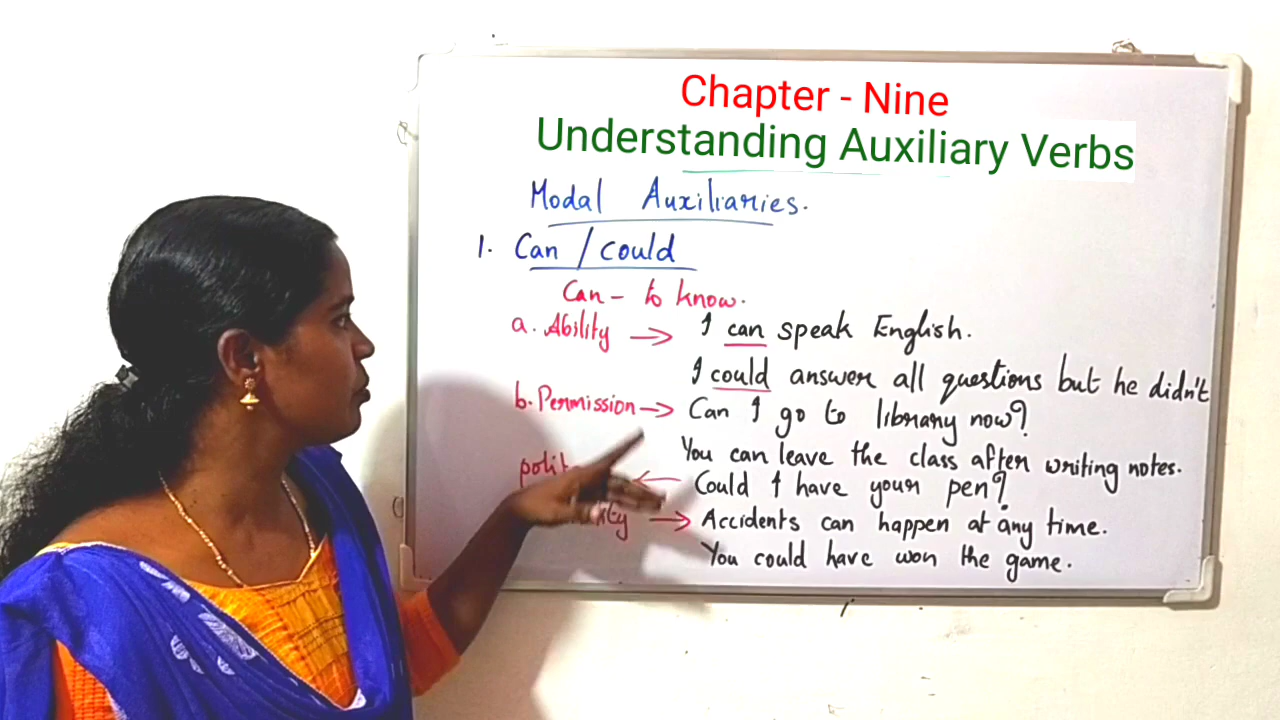 Chapter - Nine
Understanding Auxiliary Verbs
Modal Auxiliaries.
1. Can / could
Can - to know.
a. Ability → I can speak English.
I could answer all questions but he didn't
b. Permission → Can I go to library now?
You can leave the class after writing notes.
Could I have your pen?
→ Accidents can happen at any time.
You could have won the game.